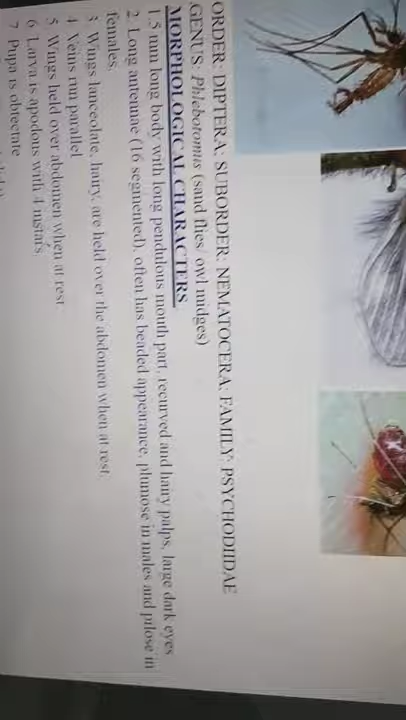 ORDER: DIPTERA: SUBORDER: NEMATOCERA: FAMILY: PSYCHODIIDAE
GENUS: Phlebotomus (sand flies/ owl midges)
MORPHOLOGICAL CHARACTERS
1 5 mm long body with long pendulous mouth part, recurved and hairy palps, large dark eyes
2. Long antennae (16 segmented), often has beaded appearance, plumose in males and pilose in
females.
3 Wings lanceolate, hairy, are held over the abdomen when at rest.
4 Veins run parallel
5 Wings held over abdomen when at rest
6 Larva is apodous with 4 instars
7 Pupa is obtectate